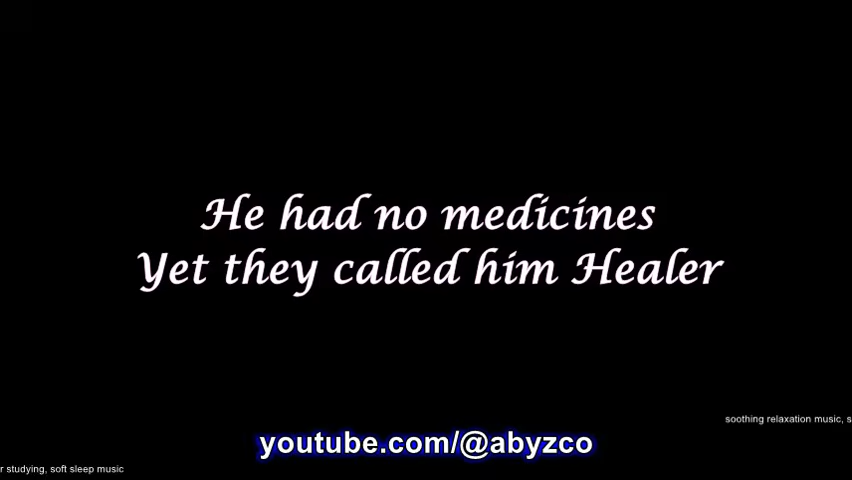 He had no medicines
Yet they called him Healer
soothing relaxation music, s
youtube.com/@abyzco
r studying, soft sleep music